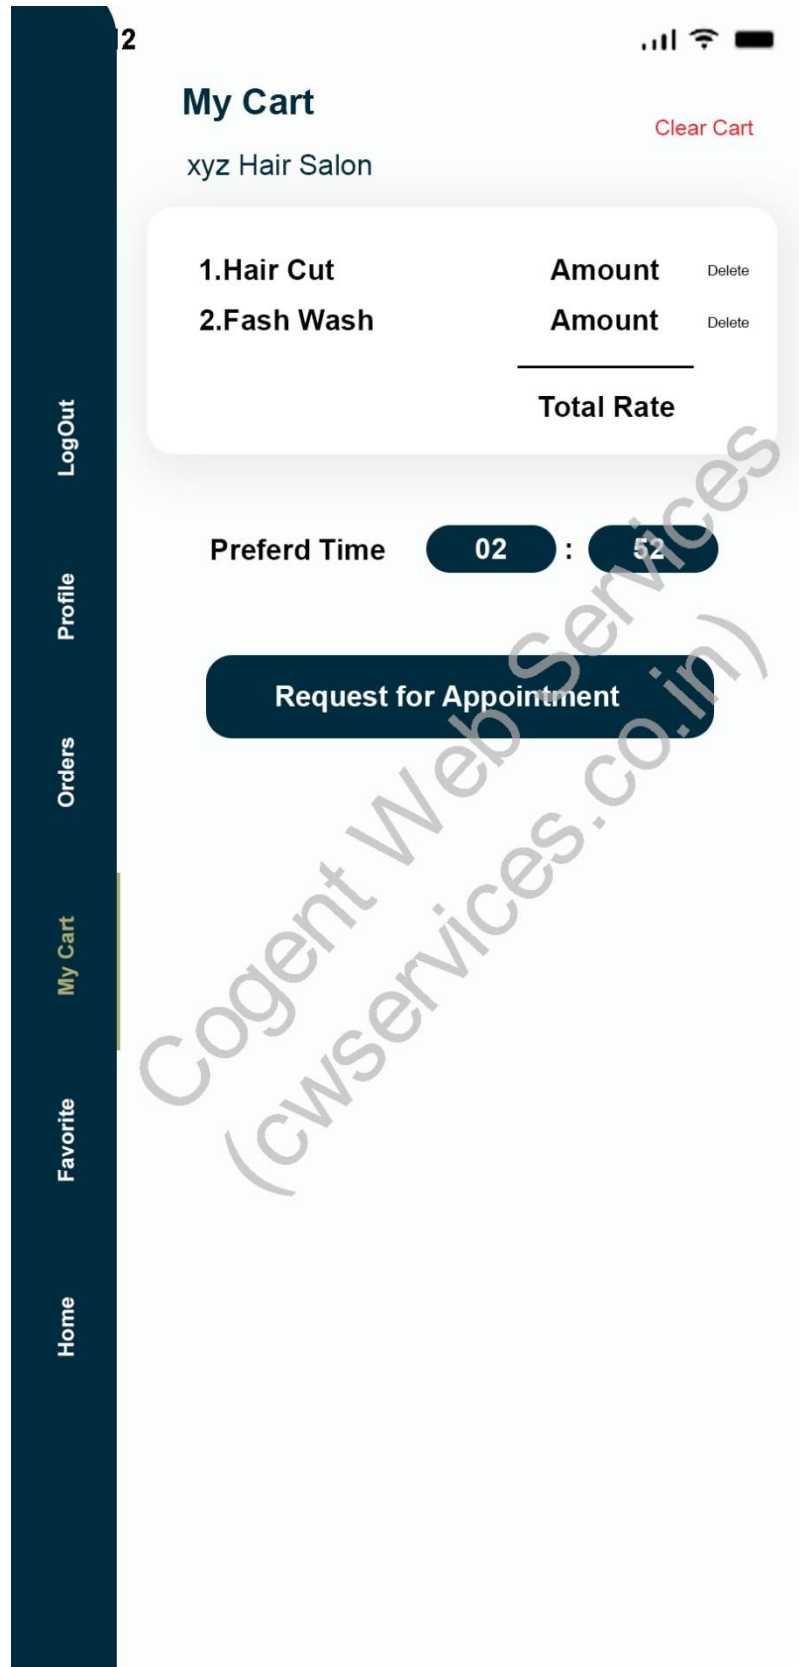 12
My Cart
Clear Cart
xyz Hair Salon
1.Hair Cut Amount Delete
2.Fash Wash Amount Delete
Total Rate
Preferd Time 02 : 52
Request for Appointment
LogOut
Profile
Orders
My Cart
Favorite
Home
Cogent Web Services
(cwservices.co.in)